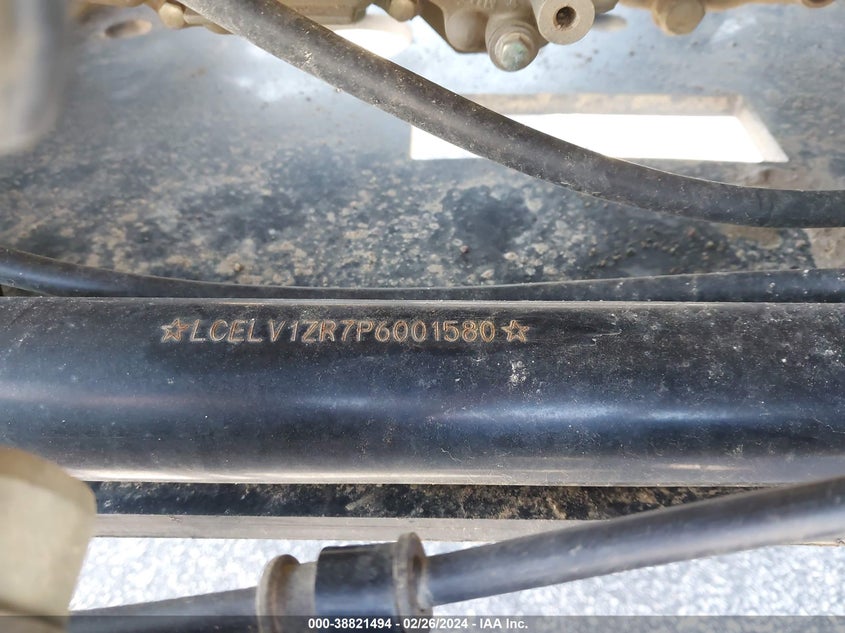 ☆LCELV1ZR7P6001580☆
000-38821494 - 02/26/2024 - IAA Inc.